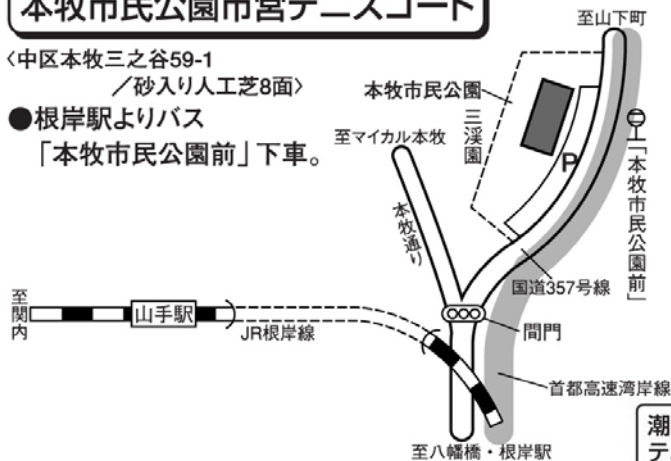 本牧市民公園市営テニスコート
〈中区本牧三之谷59-1
／砂入り人工芝8面〉
●根岸駅よりバス
「本牧市民公園前」下車。
至山下町
本牧市民公園
三渓園
至マイカル本牧
P
「本牧市民公園前」
本牧通り
国道357号線
至関内
山手駅
JR根岸線
間門
首都高速湾岸線
至八幡橋・根岸駅
潮
テ